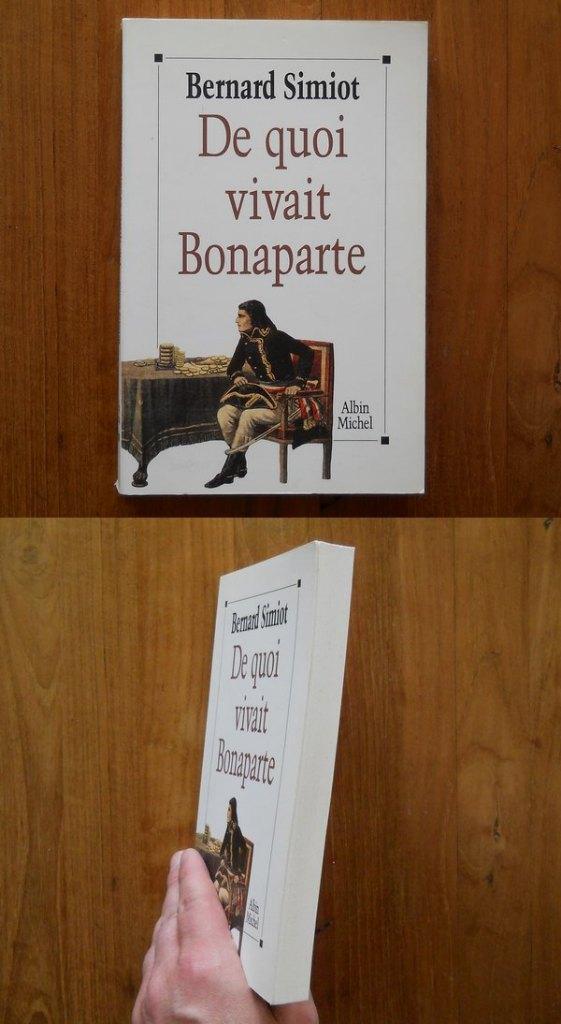 Bernard Simiot
De quoi
vivait
Bonaparte
Albin
Michel
Bernard Simiot
De quoi
vivait
Bonaparte
Albin
Michel